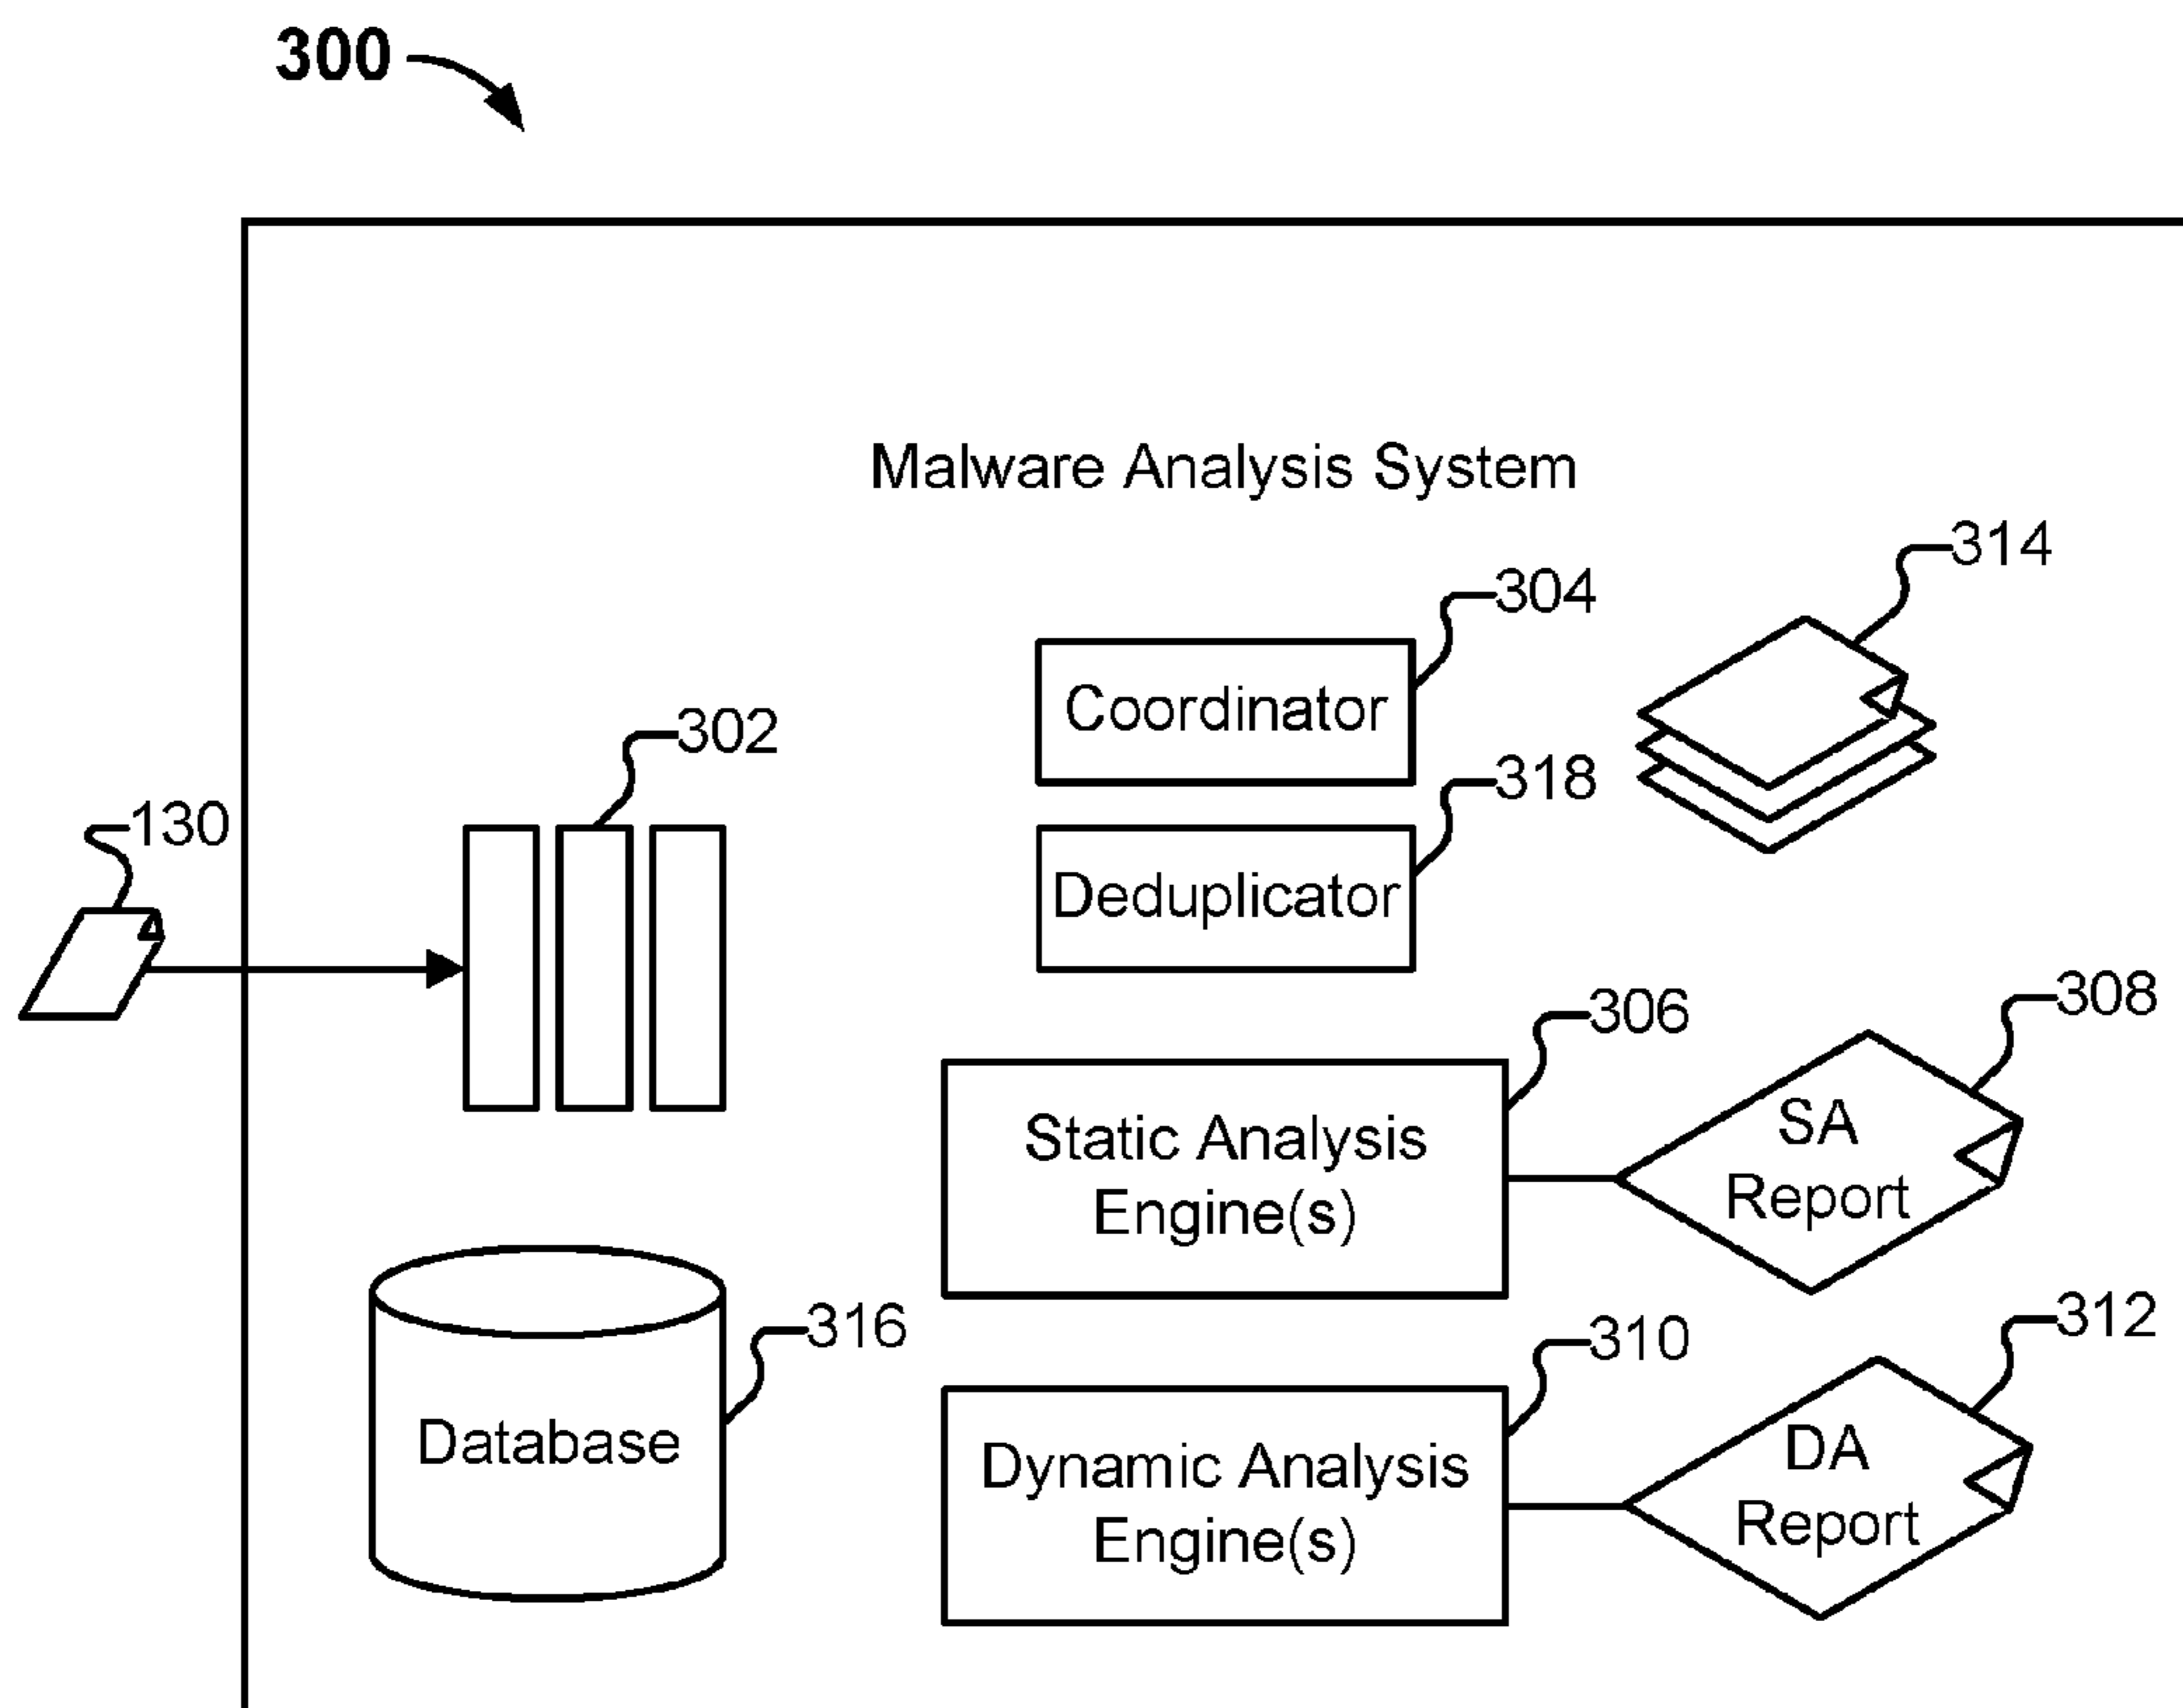 300
Malware Analysis System
314
304
Coordinator
302
318
130
Deduplicator
306
308
Static Analysis
Engine(s)
SA
Report
316
310
312
Database
Dynamic Analysis
Engine(s)
DA
Report